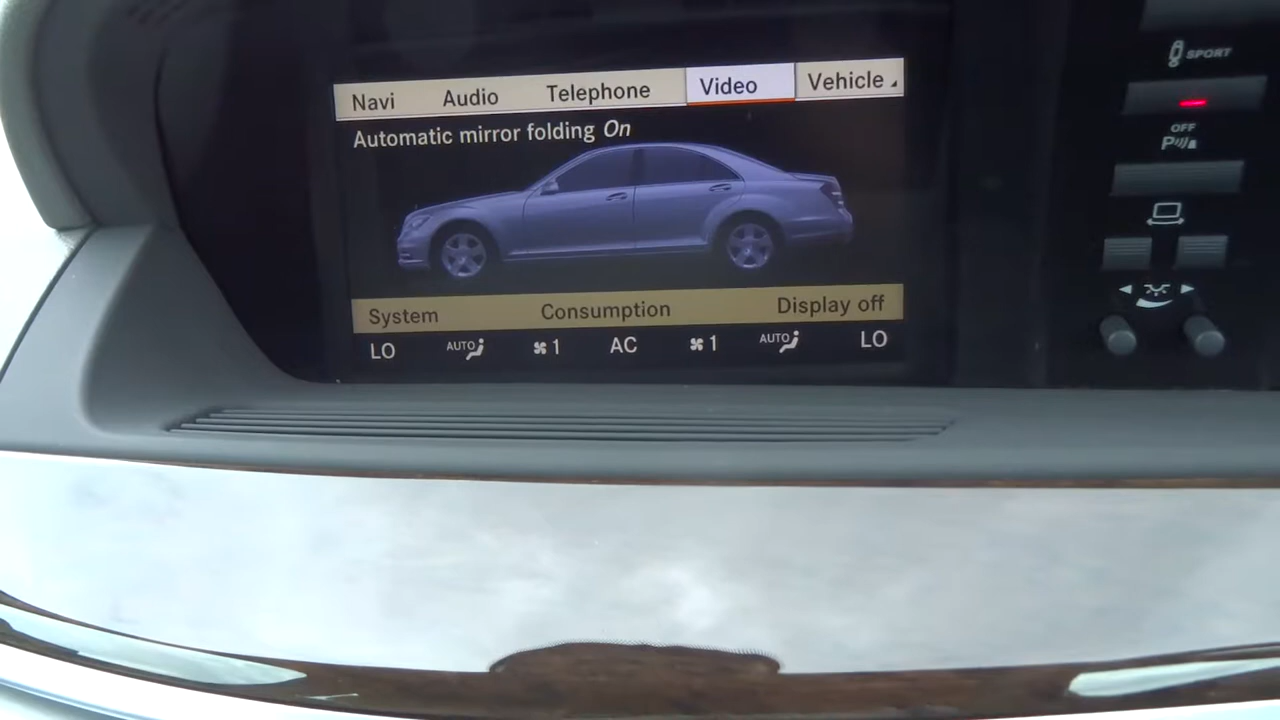 Navi Audio Telephone Video Vehicle
Automatic mirror folding On
System Consumption Display off
LO AUTO 1 AC 1 AUTO LO
SPORT
OFF
P